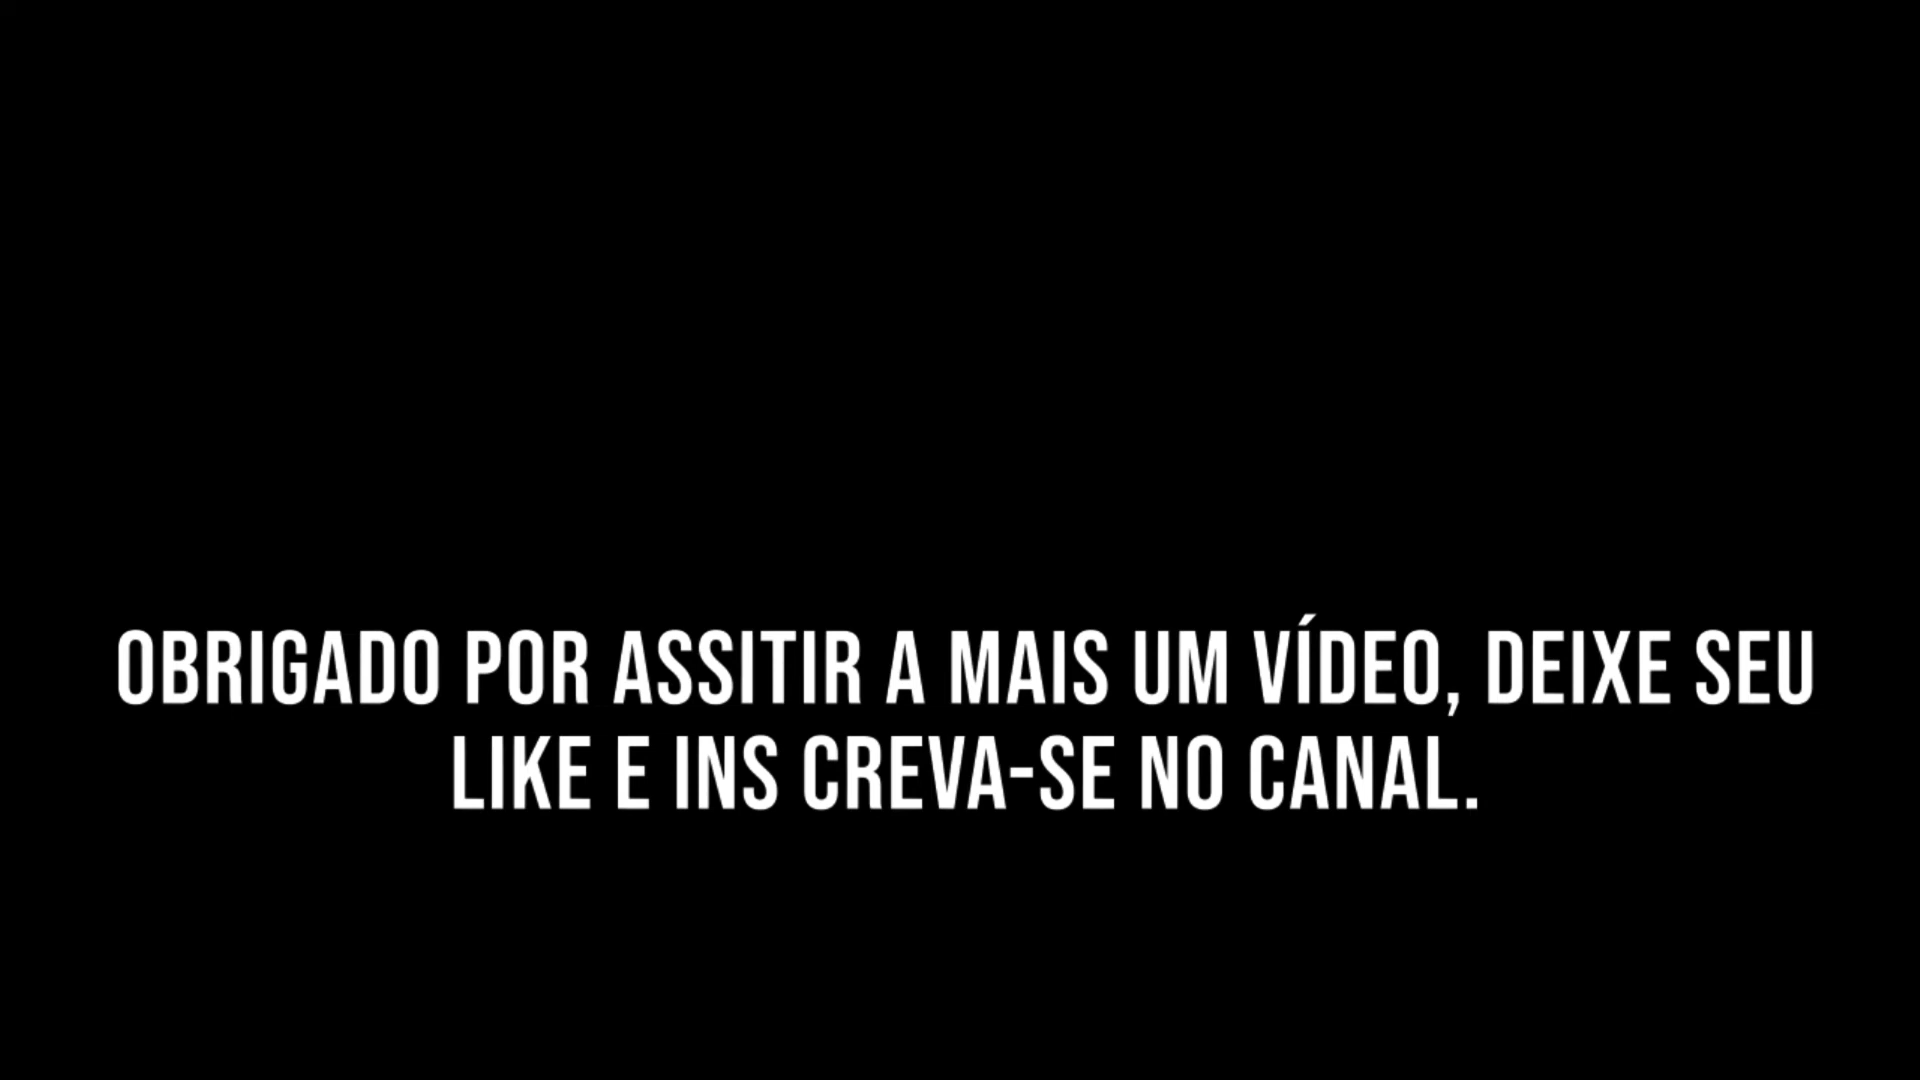 OBRIGADO POR ASSITIR A MAIS UM VÍDEO, DEIXE SEU
LIKE E INS CREVA-SE NO CANAL.